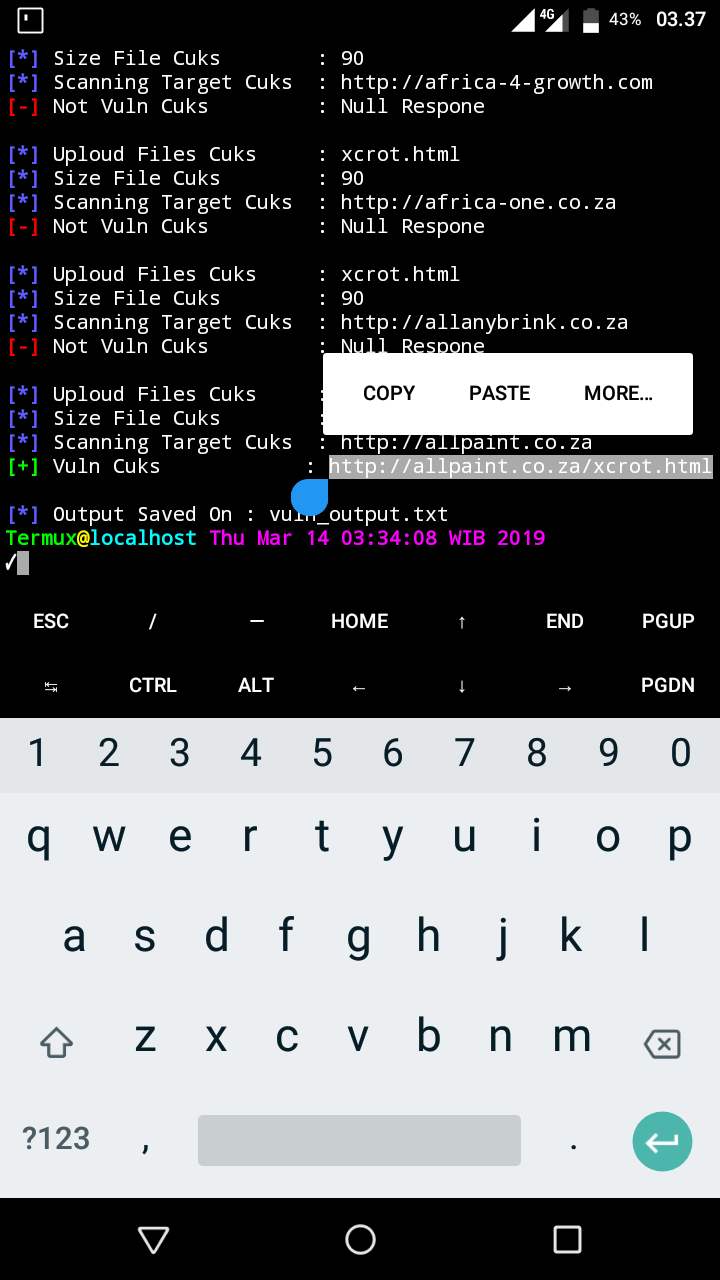 4G 43% 03.37
[*] Size File Cuks : 90
[*] Scanning Target Cuks : http://africa-4-growth.com
[-] Not Vuln Cuks : Null Respone
[*] Uploud Files Cuks : xcrot.html
[*] Size File Cuks : 90
[*] Scanning Target Cuks : http://africa-one.co.za
[-] Not Vuln Cuks : Null Respone
[*] Uploud Files Cuks : xcrot.html
[*] Size File Cuks : 90
[*] Scanning Target Cuks : http://allanybrink.co.za
[-] Not Vuln Cuks : Null Respone
[*] Uploud Files Cuks :
COPY PASTE MORE...
[*] Size File Cuks :
[*] Scanning Target Cuks : http://allpaint.co.za
[+] Vuln Cuks : http://allpaint.co.za/xcrot.html
[*] Output Saved On : vuln_output.txt
Termux@localhost Thu Mar 14 03:34:08 WIB 2019
✓
ESC / — HOME ↑ END PGUP
↹ CTRL ALT ← ↓ → PGDN
1 2 3 4 5 6 7 8 9 0
q w e r t y u i o p
a s d f g h j k l
z x c v b n m
?123 , .